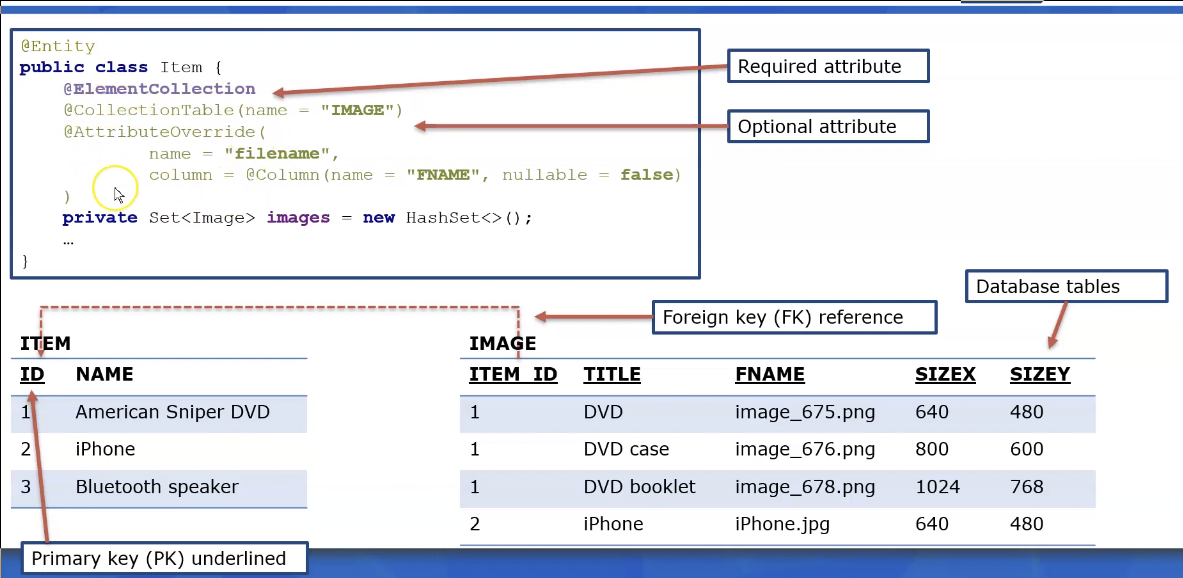 @Entity
public class Item {
@ElementCollection
@CollectionTable(name = "IMAGE")
@AttributeOverride(
name = "filename",
column = @Column(name = "FNAME", nullable = false)
)
private Set<Image> images = new HashSet<>();
…
}
Required attribute
Optional attribute
Database tables
Foreign key (FK) reference
ITEM
ID NAME
1 American Sniper DVD
2 iPhone
3 Bluetooth speaker
IMAGE
ITEM_ID TITLE FNAME SIZEX SIZEY
1 DVD image_675.png 640 480
1 DVD case image_676.png 800 600
1 DVD booklet image_678.png 1024 768
2 iPhone iPhone.jpg 640 480
Primary key (PK) underlined